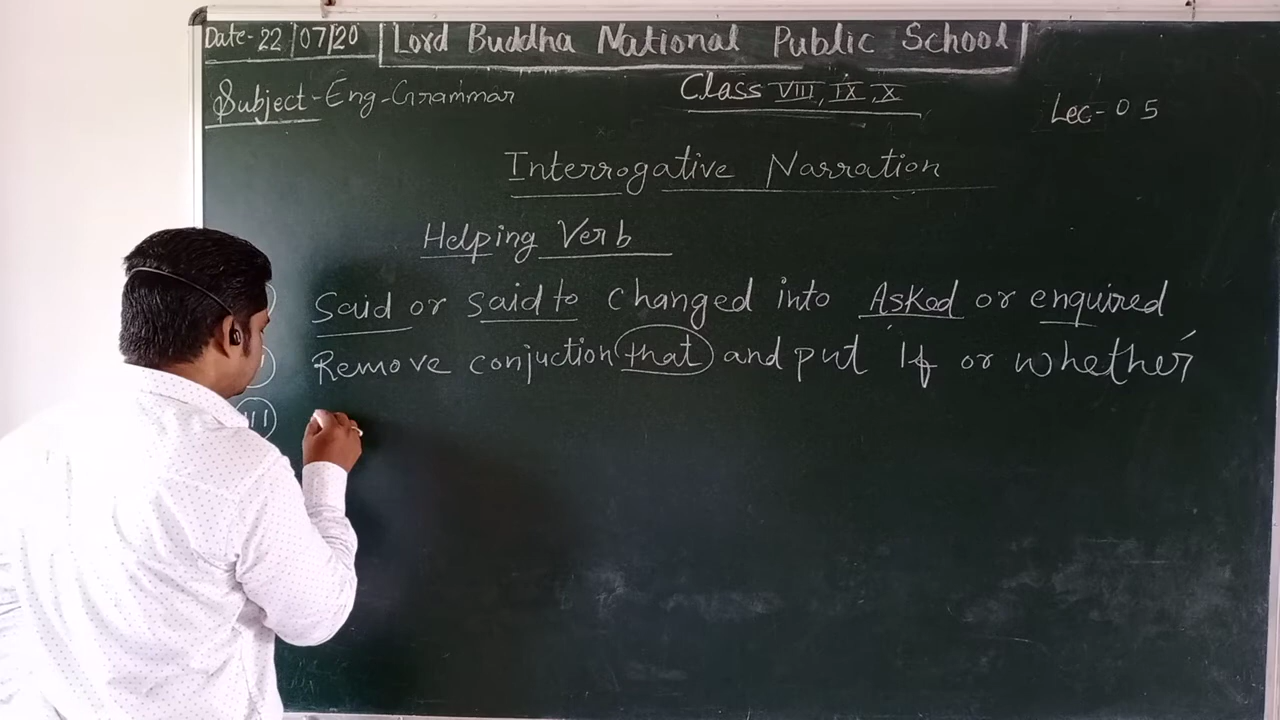 Date-22/07/20 Lord Buddha National Public School
Subject-Eng-Grammar Class VIII, IX, X Lec-05
Interrogative Narration
Helping Verb
Said or said to changed into Asked or enquired
Remove conjuction that and put if or whether
III